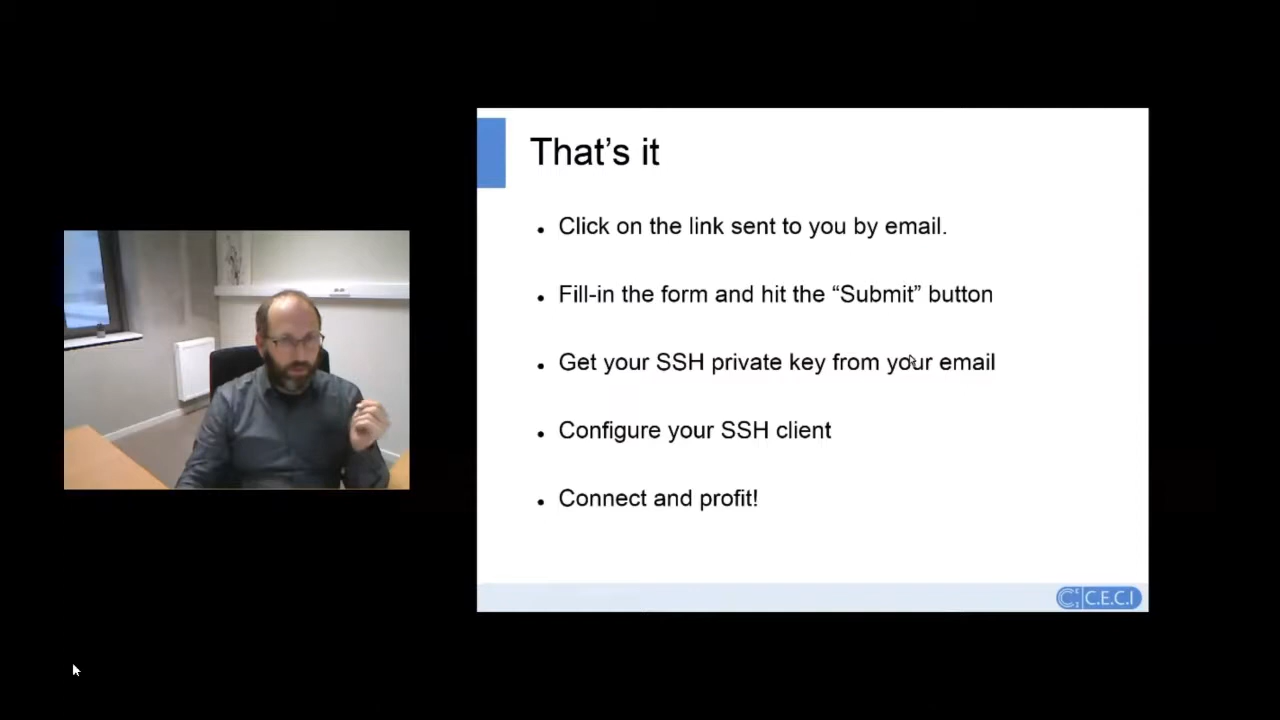 That’s it
Click on the link sent to you by email.
Fill-in the form and hit the “Submit” button
Get your SSH private key from your email
Configure your SSH client
Connect and profit!
C.E.C.I